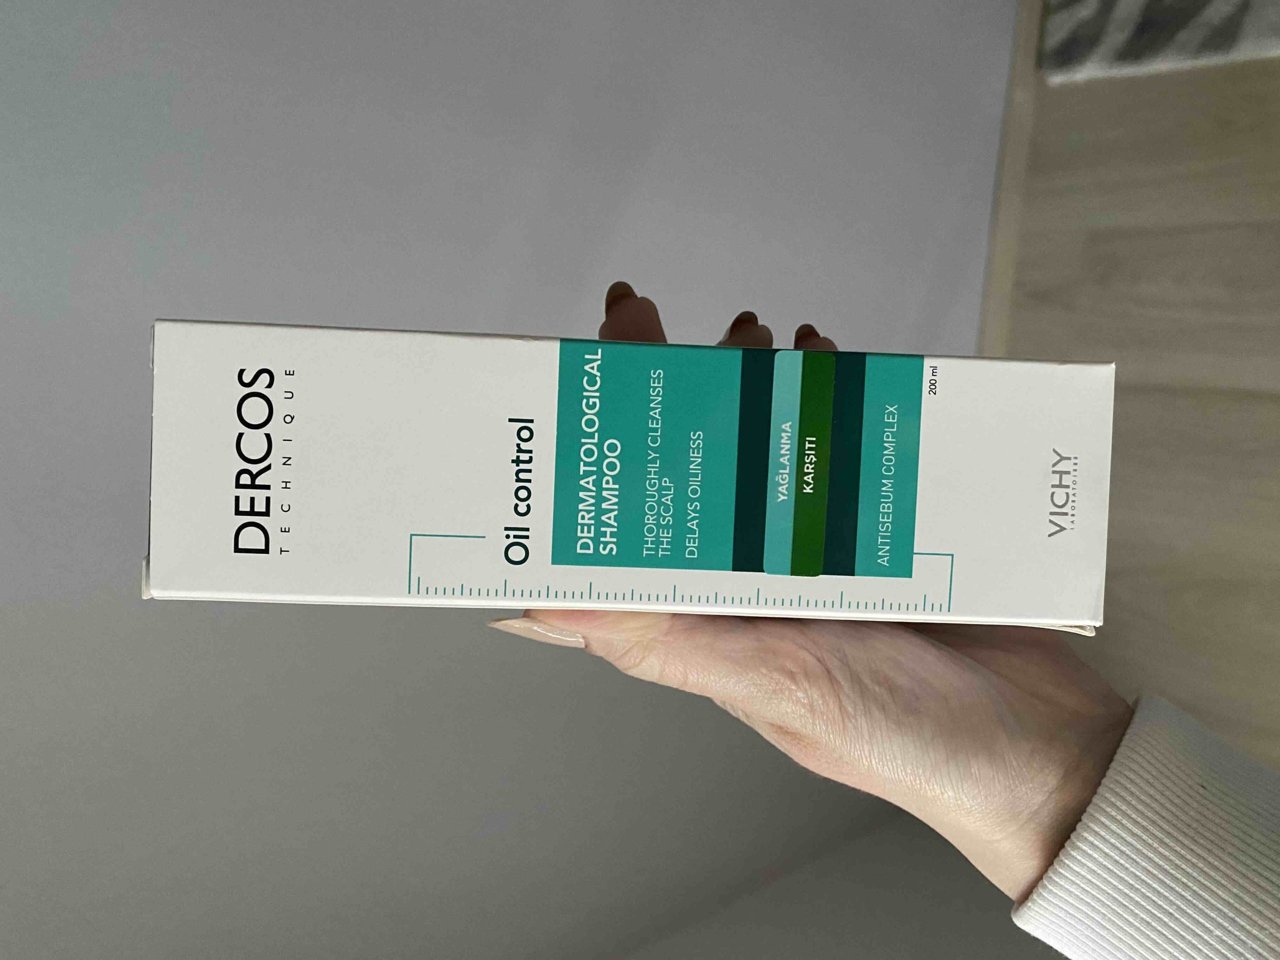 DERCOS
TECHNIQUE
Oil control
DERMATOLOGICAL
SHAMPOO
THOROUGHLY CLEANSES
THE SCALP
DELAYS OILINESS
YAĞLANMA
KARŞITI
ANTISEBUM COMPLEX
200 ml
VICHY
LABORATOIRES